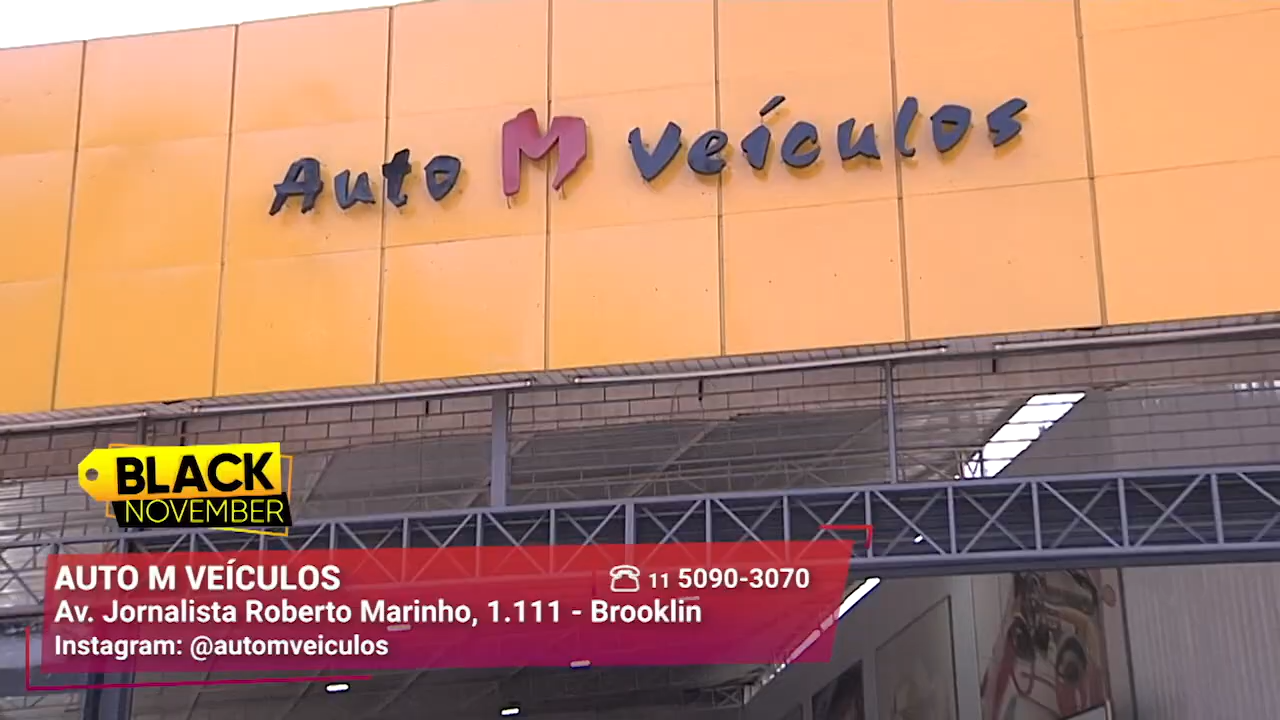 Auto M Veículos
BLACK
NOVEMBER
AUTO M VEÍCULOS
11 5090-3070
Av. Jornalista Roberto Marinho, 1.111 - Brooklin
Instagram: @automveiculos